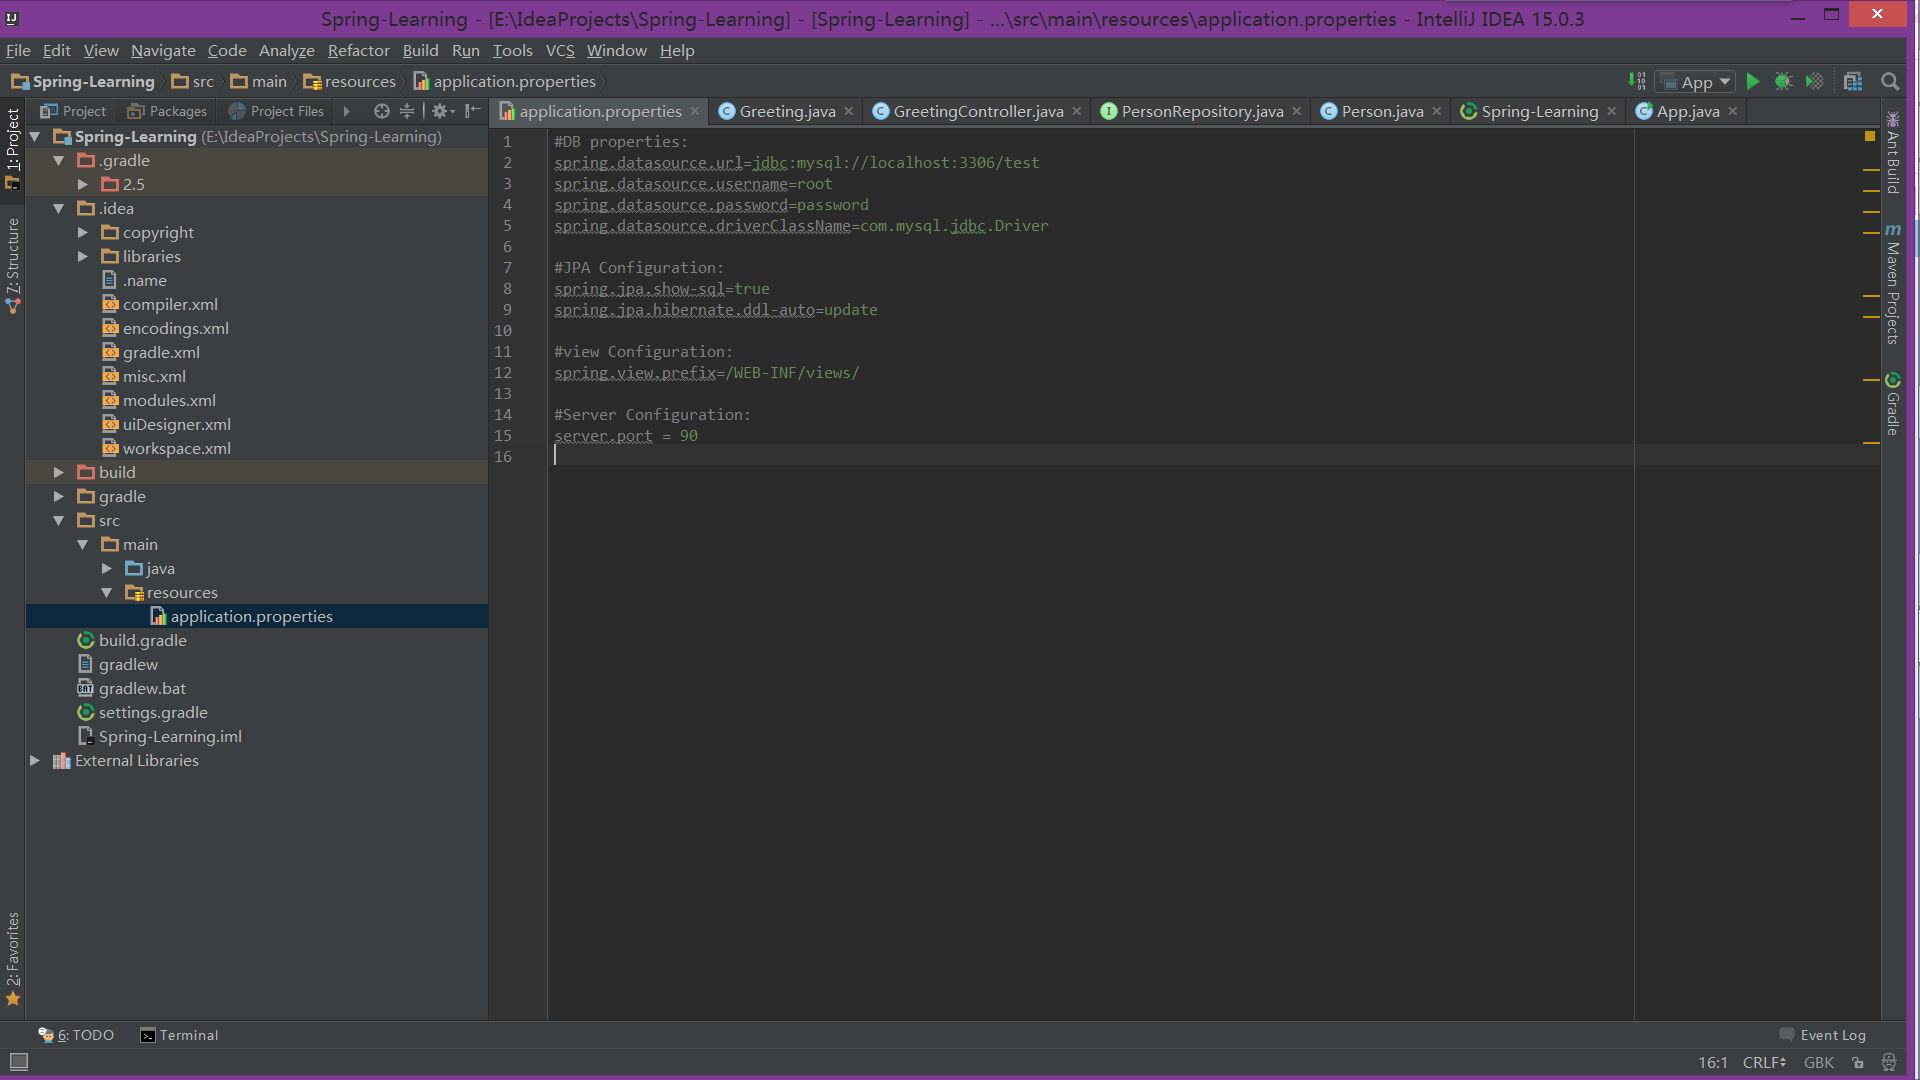 Spring-Learning - [E:\IdeaProjects\Spring-Learning] - [Spring-Learning] - ...\src\main\resources\application.properties - IntelliJ IDEA 15.0.3
File Edit View Navigate Code Analyze Refactor Build Run Tools VCS Window Help
Spring-Learning src main resources application.properties App
Project Packages Project Files
application.properties Greeting.java GreetingController.java PersonRepository.java Person.java Spring-Learning App.java
1: Project
7: Structure
2: Favorites
Spring-Learning (E:\IdeaProjects\Spring-Learning)
.gradle
2.5
.idea
copyright
libraries
.name
compiler.xml
encodings.xml
gradle.xml
misc.xml
modules.xml
uiDesigner.xml
workspace.xml
build
gradle
src
main
java
resources
application.properties
build.gradle
gradlew
gradlew.bat
settings.gradle
Spring-Learning.iml
External Libraries
1 #DB properties:
2 spring.datasource.url=jdbc:mysql://localhost:3306/test
3 spring.datasource.username=root
4 spring.datasource.password=password
5 spring.datasource.driverClassName=com.mysql.jdbc.Driver
6
7 #JPA Configuration:
8 spring.jpa.show-sql=true
9 spring.jpa.hibernate.ddl-auto=update
10
11 #view Configuration:
12 spring.view.prefix=/WEB-INF/views/
13
14 #Server Configuration:
15 server.port = 90
16
Ant Build
Maven Projects
Gradle
6: TODO Terminal Event Log
16:1 CRLF GBK